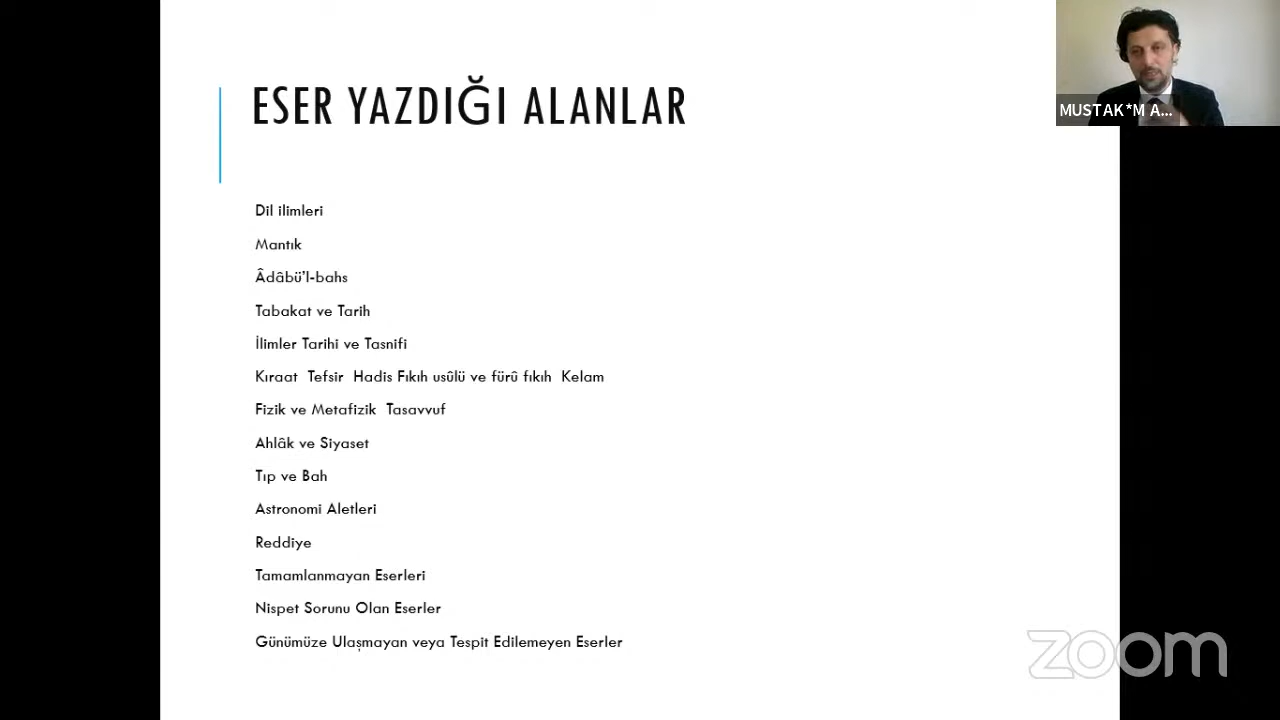 ESER YAZDIĞI ALANLAR
MUSTAK*M A...
Dil ilimleri
Mantık
Âdâbü'l-bahs
Tabakat ve Tarih
İlimler Tarihi ve Tasnifi
Kıraat Tefsir Hadis Fıkıh usûlü ve fürû fıkıh Kelam
Fizik ve Metafizik Tasavvuf
Ahlâk ve Siyaset
Tıp ve Bah
Astronomi Aletleri
Reddiye
Tamamlanmayan Eserleri
Nispet Sorunu Olan Eserler
Günümüze Ulaşmayan veya Tespit Edilemeyen Eserler
zoom